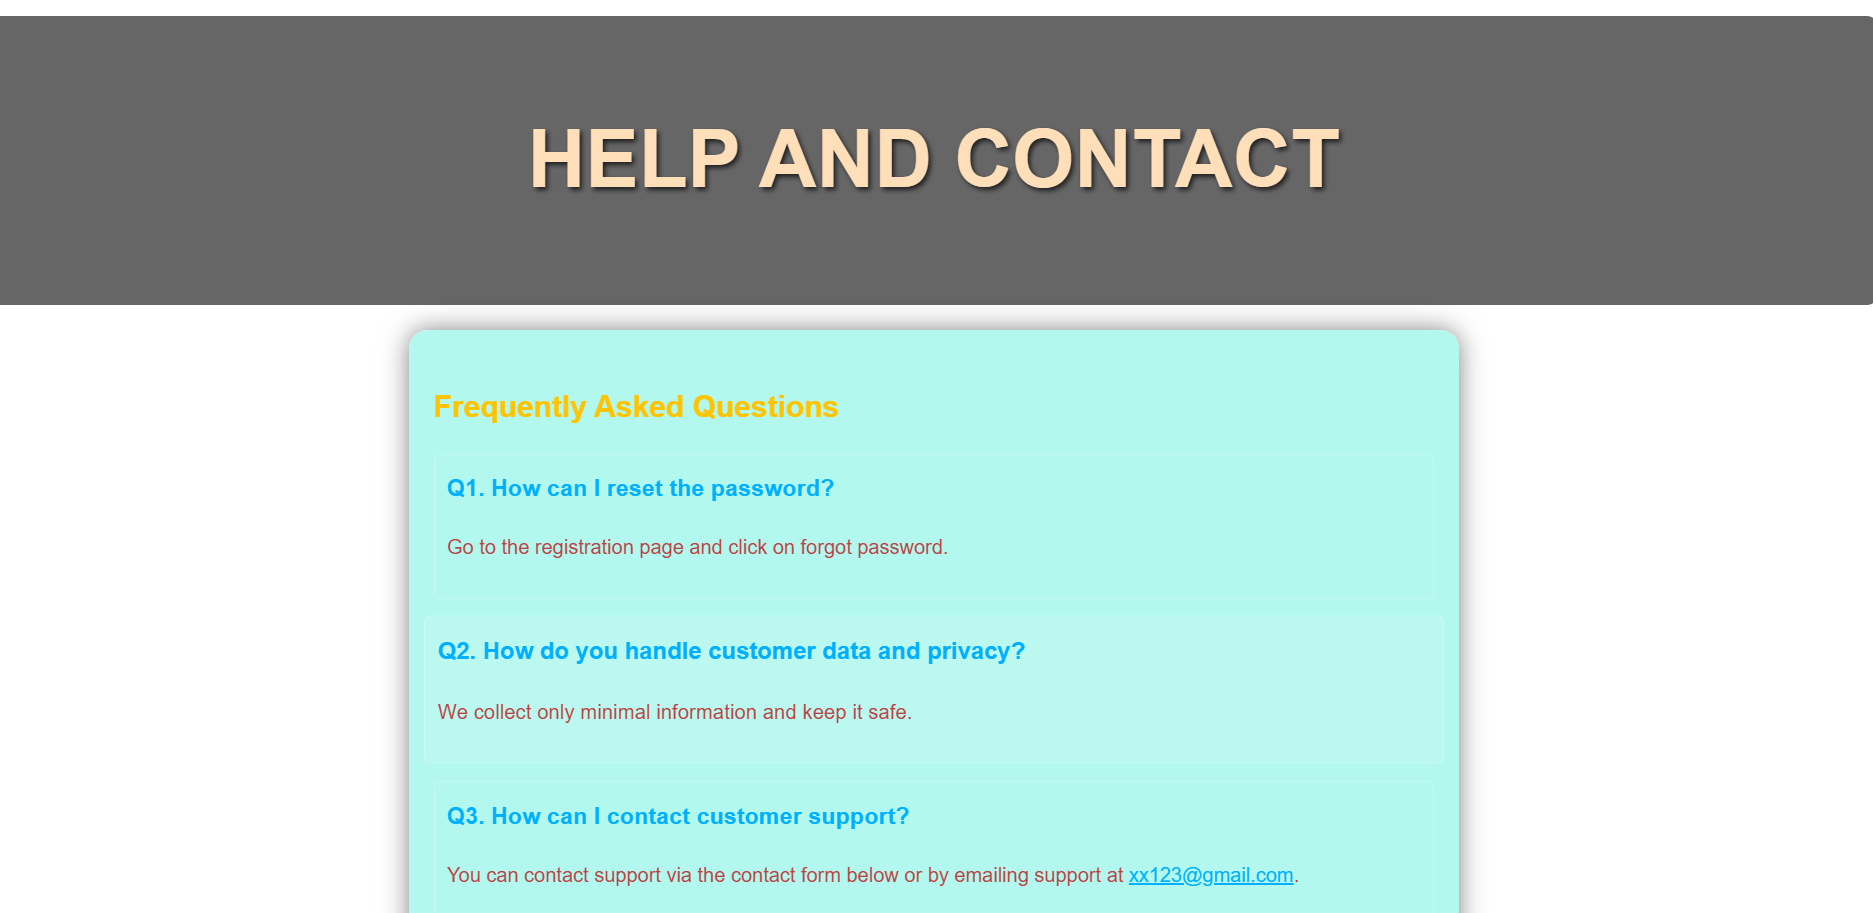 HELP AND CONTACT
Frequently Asked Questions
Q1. How can I reset the password?
Go to the registration page and click on forgot password.
Q2. How do you handle customer data and privacy?
We collect only minimal information and keep it safe.
Q3. How can I contact customer support?
You can contact support via the contact form below or by emailing support at xx123@gmail.com.